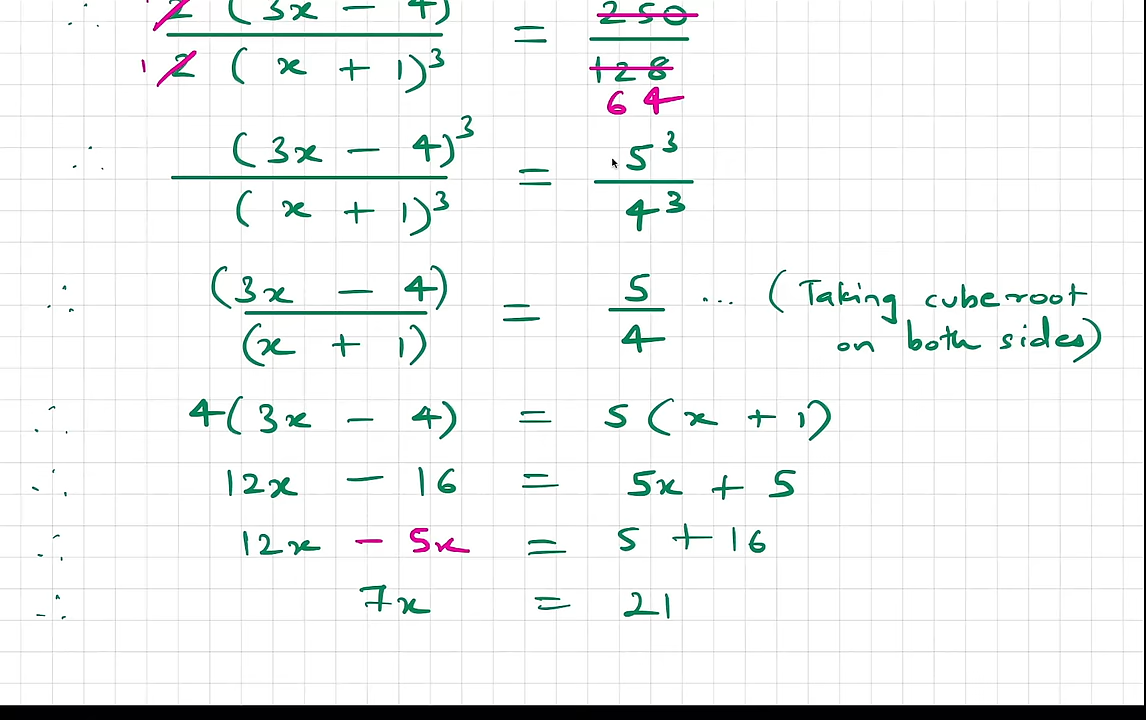 ∴ 2 (3x - 4) / 1 2 (x + 1)³ = 250 / 128
64
∴ (3x - 4)³ / (x + 1)³ = 5³ / 4³
∴ (3x - 4) / (x + 1) = 5 / 4 ... (Taking cuberoot
on both sides)
∴ 4(3x - 4) = 5(x + 1)
∴ 12x - 16 = 5x + 5
∴ 12x - 5x = 5 + 16
∴ 7x = 21